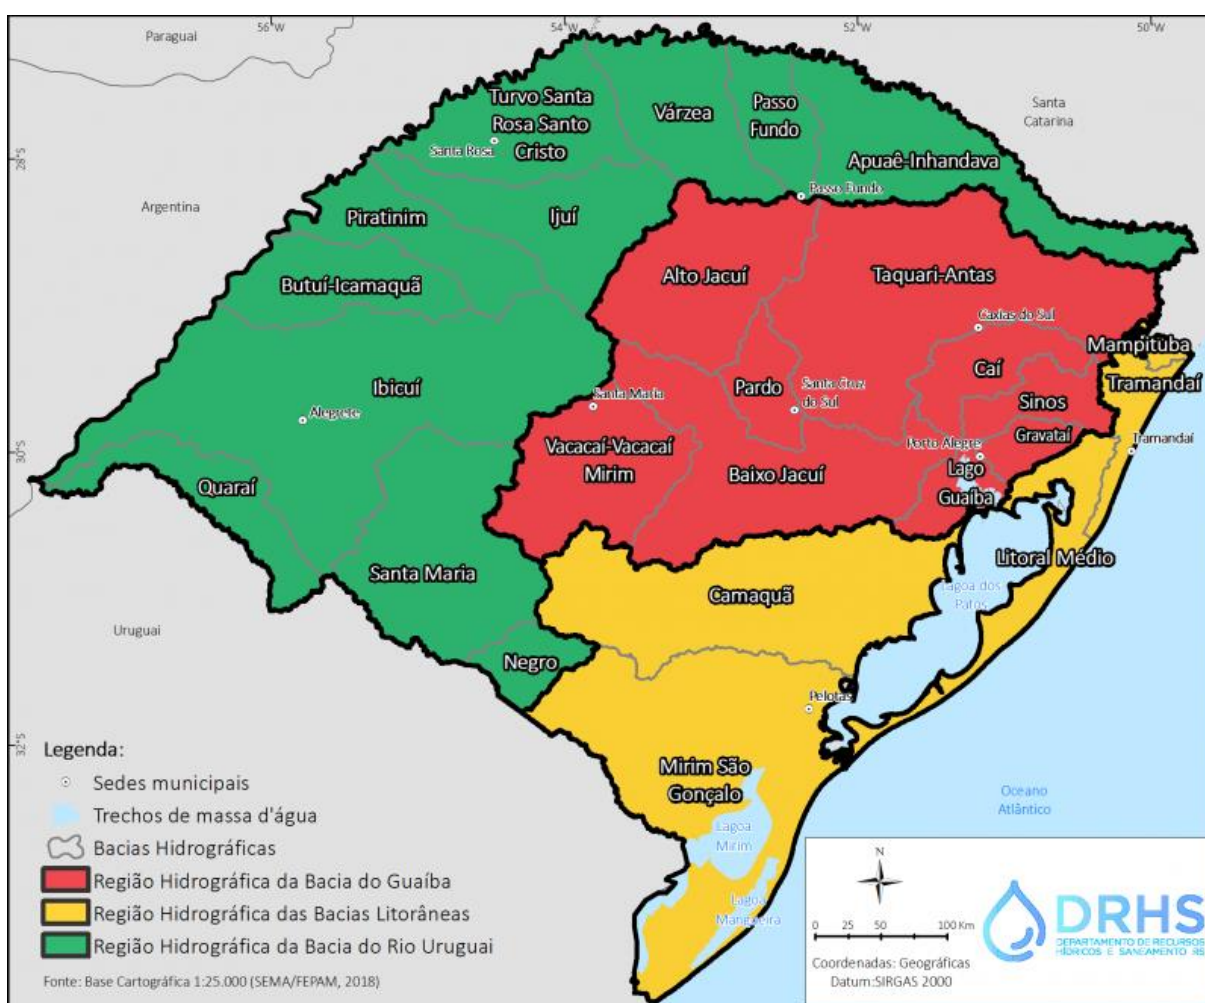 56°W
54°W
52°W
50°W
Paraguai
Santa
Catarina
Argentina
Uruguai
28°S
30°S
32°S
Turvo Santa
Rosa Santo
Cristo
Santa Rosa
Várzea
Passo
Fundo
Apuaê-Inhandava
Passo Fundo
Piratinim
Ijuí
Butuí-Icamaquã
Alto Jacuí
Taquari-Antas
Caxias do Sul
Mampituba
Tramandaí
Ibicuí
Alegrete
Santa Maria
Pardo
Santa Cruz
do Sul
Caí
Sinos
Gravataí
Porto Alegre
Tramandaí
Lago
Guaíba
Vacacaí-Vacacaí
Mirim
Baixo Jacuí
Quaraí
Santa Maria
Camaquã
Litoral Médio
Lagoa dos
Patos
Negro
Pelotas
Mirim São
Gonçalo
Lagoa
Mirim
Lagoa
Mangueira
Oceano
Atlântico
Legenda:
Sedes municipais
Trechos de massa d'água
Bacias Hidrográficas
Região Hidrográfica da Bacia do Guaíba
Região Hidrográfica das Bacias Litorâneas
Região Hidrográfica da Bacia do Rio Uruguai
Fonte: Base Cartográfica 1:25.000 (SEMA/FEPAM, 2018)
N
0 25 50 100 Km
Coordenadas: Geográficas
Datum:SIRGAS 2000
DRHS
DEPARTAMENTO DE RECURSOS
HÍDRICOS E SANEAMENTO RS